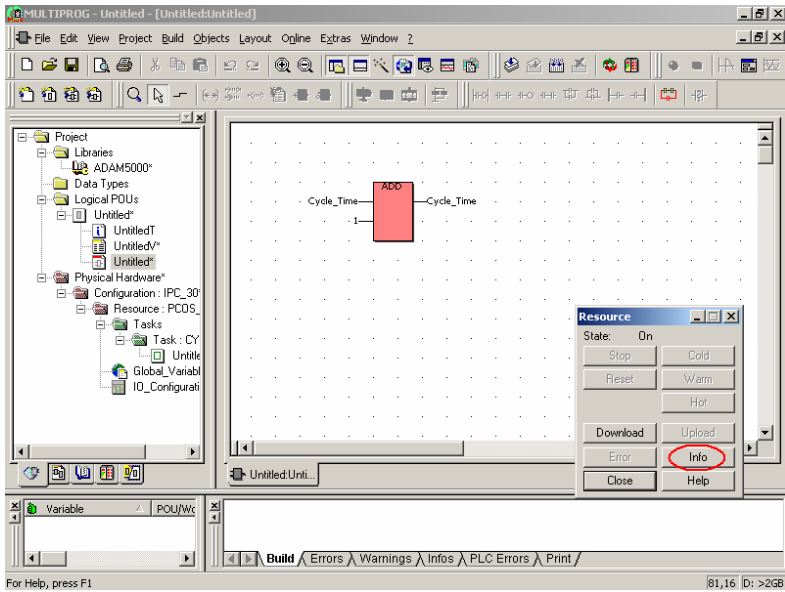 MULTIPROG - Untitled - [Untitled:Untitled]
File Edit View Project Build Objects Layout Online Extras Window ?
Project
Libraries
ADAM5000*
Data Types
Logical POUs
Untitled*
UntitledT
UntitledV*
Untitled*
Physical Hardware*
Configuration : IPC_30
Resource : PCOS_
Tasks
Task : CY
Untitle
Global_Variabl
IO_Configurati
ADD
Cycle_Time
Cycle_Time
1
Resource
State: On
Stop Cold
Reset Warm
Hot
Download Upload
Error Info
Close Help
Untitled:Unti...
Variable POU/Wo
Build Errors Warnings Infos PLC Errors Print
For Help, press F1
81,16 D: >2GB